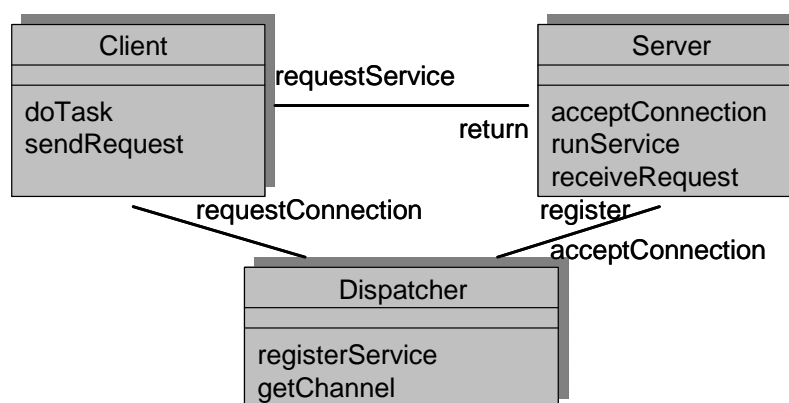 Client
Server
requestService
doTask
sendRequest
return
acceptConnection
runService
receiveRequest
requestConnection
register
acceptConnection
Dispatcher
registerService
getChannel